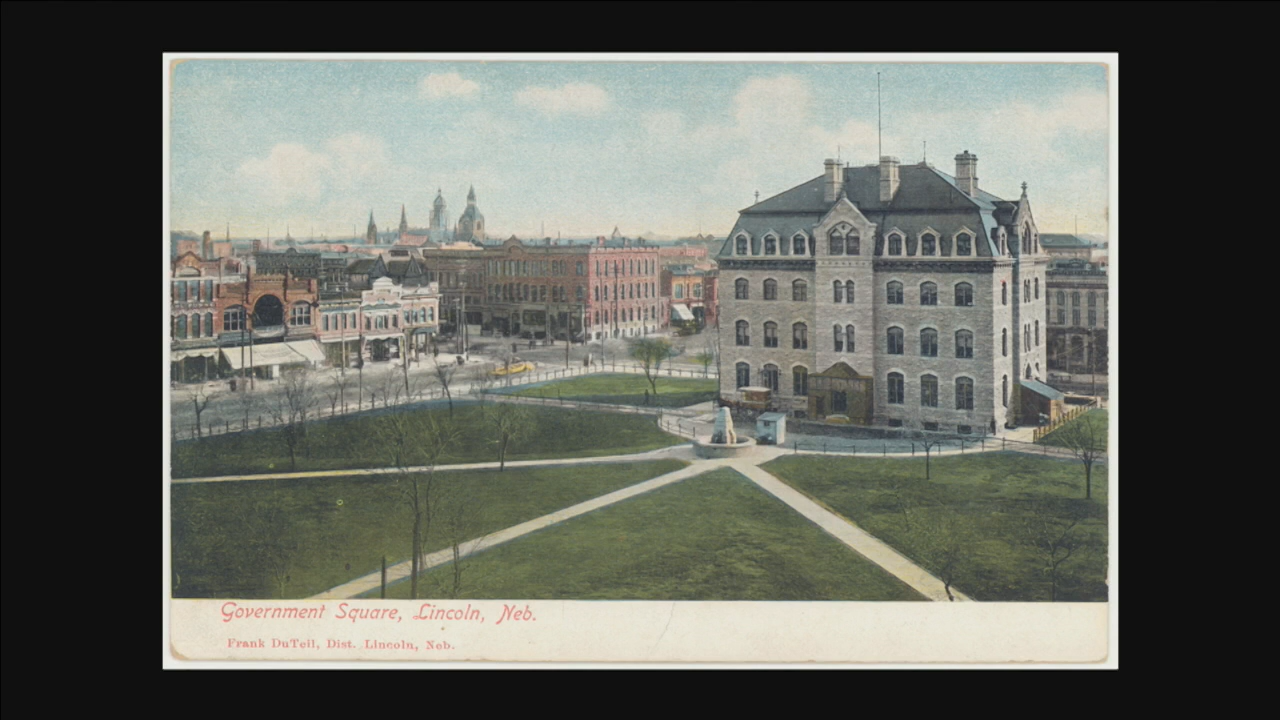 Government Square, Lincoln, Neb.
Frank DuTeil, Dist. Lincoln, Neb.